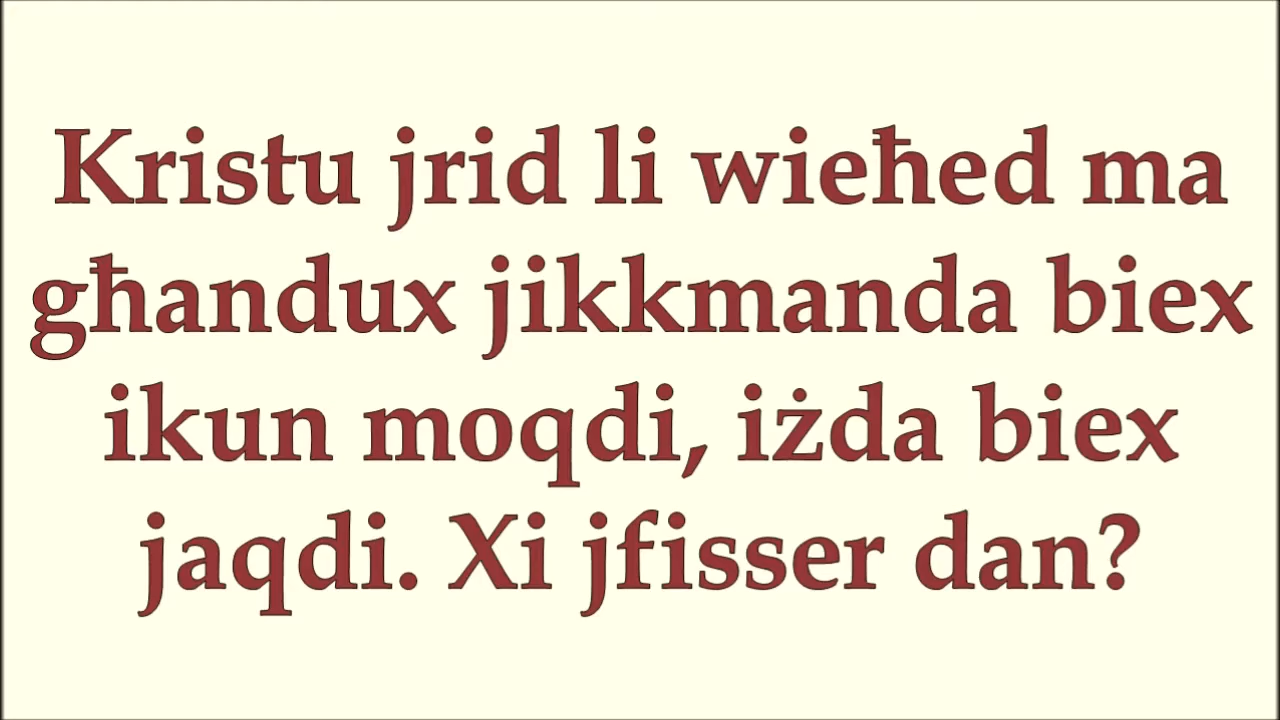 Kristu jrid li wieħed ma
għandux jikkmanda biex
ikun moqdi, iżda biex
jaqdi. Xi jfisser dan?